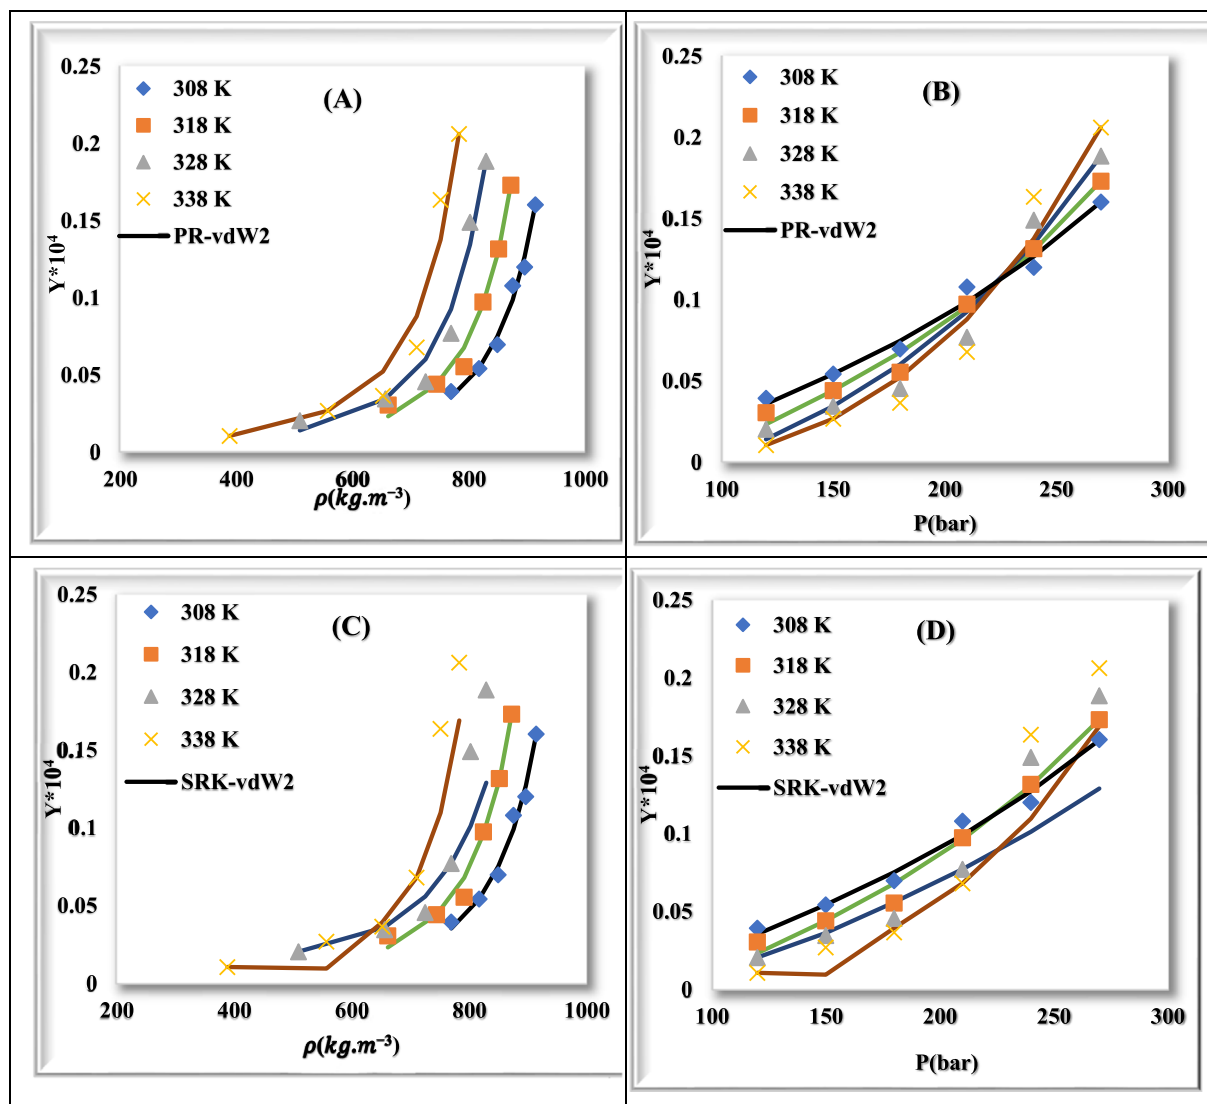 0.25
0.2
0.15
0.1
0.05
0
Y*10⁴
308 K
318 K
328 K
338 K
PR-vdW2
(A)
200
400
600
800
1000
ρ(kg.m⁻³)
0.25
0.2
0.15
0.1
0.05
0
Y*10⁴
308 K
318 K
328 K
338 K
PR-vdW2
(B)
100
150
200
250
300
P(bar)
0.25
0.2
0.15
0.1
0.05
0
Y*10⁴
308 K
318 K
328 K
338 K
SRK-vdW2
(C)
200
400
600
800
1000
ρ(kg.m⁻³)
0.25
0.2
0.15
0.1
0.05
0
Y*10⁴
308 K
318 K
328 K
338 K
SRK-vdW2
(D)
100
150
200
250
300
P(bar)